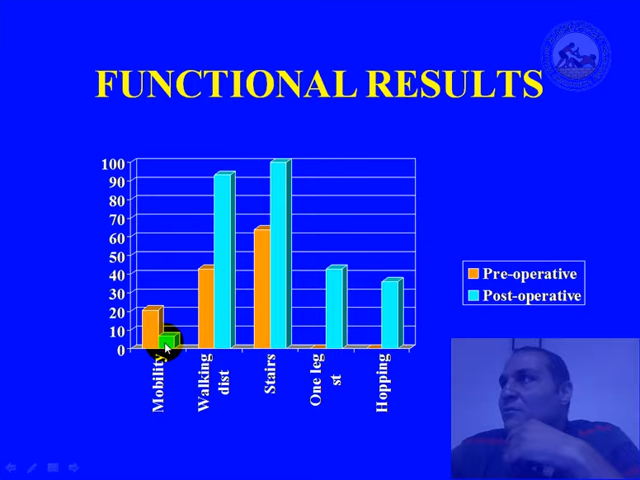 FUNCTIONAL RESULTS
100
90
80
70
60
50
40
30
20
10
0
Mobility
Walking
dist
Stairs
One leg
st
Hopping
Pre-operative
Post-operative